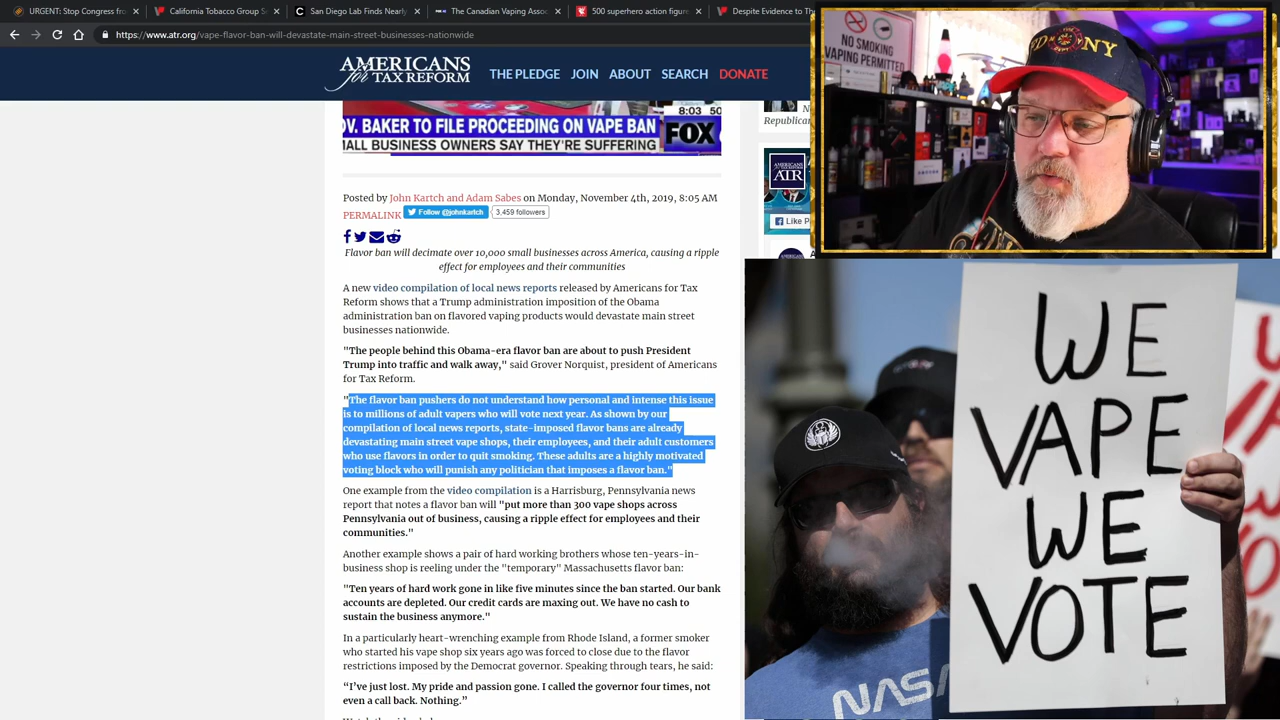 URGENT: The Congress fro
California Tobacco Group S
San Diego Lab Finds Nearly
The Canadian Vaping Assoc
500 superhero action figure
Despite Evidence to Th
https://www.atr.org/vape-flavor-ban-will-devastate-main-street-businesses-nationwide
AMERICANS
for TAX REFORM
THE PLEDGE JOIN ABOUT SEARCH DONATE
8:03 50
OV. BAKER TO FILE PROCEEDING ON VAPE BAN
MALL BUSINESS OWNERS SAY THEY'RE SUFFERING
FOX
Republican
AMERICANS
ATR
Like P
Posted by John Kartch and Adam Sabes on Monday, November 4th, 2019, 8:05 AM
PERMALINK Follow @johnkartch 3,459 followers
Flavor ban will decimate over 10,000 small businesses across America, causing a ripple
effect for employees and their communities
A new video compilation of local news reports released by Americans for Tax
Reform shows that a Trump administration imposition of the Obama
administration ban on flavored vaping products would devastate main street
businesses nationwide.
"The people behind this Obama-era flavor ban are about to push President
Trump into traffic and walk away," said Grover Norquist, president of Americans
for Tax Reform.
"The flavor ban pushers do not understand how personal and intense this issue
is to millions of adult vapers who will vote next year. As shown by our
compilation of local news reports, state-imposed flavor bans are already
devastating main street vape shops, their employees, and their adult customers
who use flavors in order to quit smoking. These adults are a highly motivated
voting block who will punish any politician that imposes a flavor ban."
One example from the video compilation is a Harrisburg, Pennsylvania news
report that notes a flavor ban will "put more than 300 vape shops across
Pennsylvania out of business, causing a ripple effect for employees and their
communities."
Another example shows a pair of hard working brothers whose ten-years-in-
business shop is reeling under the "temporary" Massachusetts flavor ban:
"Ten years of hard work gone in like five minutes since the ban started. Our bank
accounts are depleted. Our credit cards are maxing out. We have no cash to
sustain the business anymore."
In a particularly heart-wrenching example from Rhode Island, a former smoker
who started his vape shop six years ago was forced to close due to the flavor
restrictions imposed by the Democrat governor. Speaking through tears, he said:
“I’ve just lost. My pride and passion gone. I called the governor four times, not
even a call back. Nothing.”
NO SMOKING
VAPING PERMITTED
FD NY
WE
VAPE
WE
VOTE
NASA